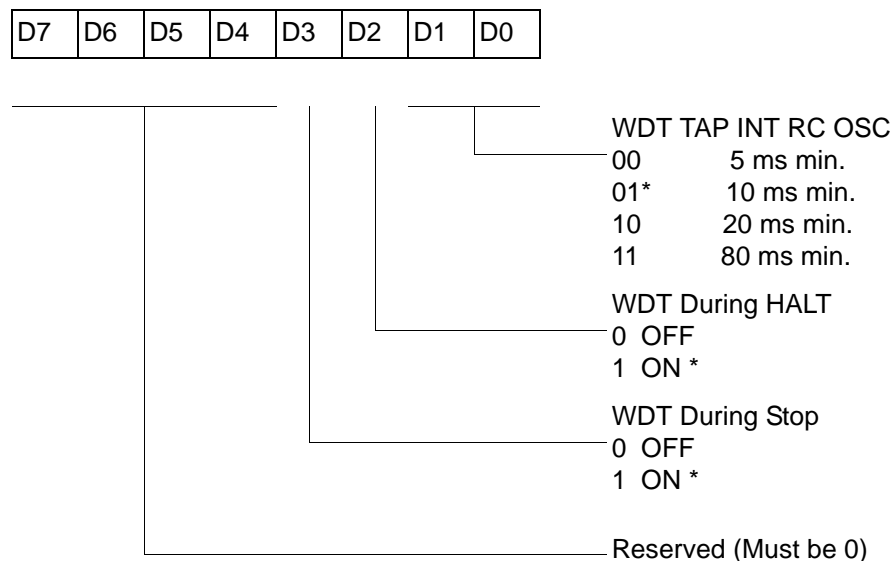 D7 D6 D5 D4 D3 D2 D1 D0
WDT TAP INT RC OSC
00 5 ms min.
01* 10 ms min.
10 20 ms min.
11 80 ms min.
WDT During HALT
0 OFF
1 ON *
WDT During Stop
0 OFF
1 ON *
Reserved (Must be 0)